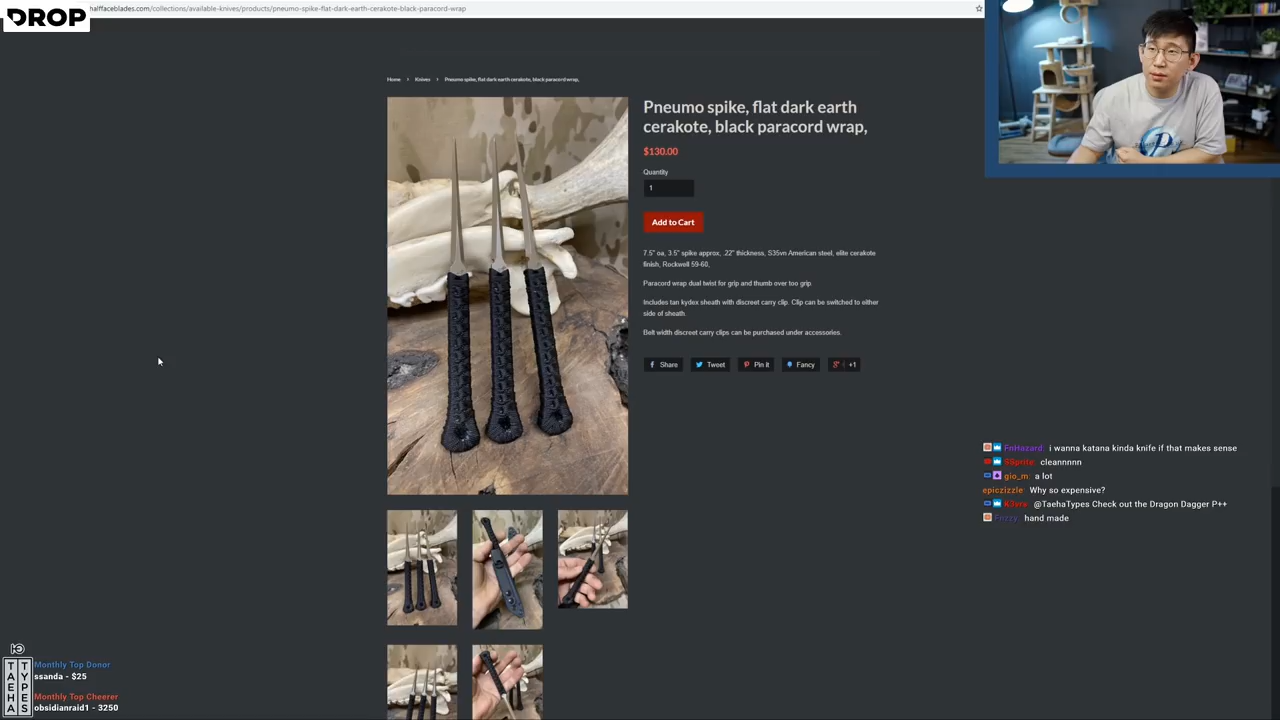 DROP
halffaceblades.com/collections/available-knives/products/pneumo-spike-flat-dark-earth-cerakote-black-paracord-wrap
Home › Knives › Pneumo spike, flat dark earth cerakote, black paracord wrap,
Pneumo spike, flat dark earth
cerakote, black paracord wrap,
$130.00
Quantity
1
Add to Cart
7.5" oa, 3.5" spike approx, .22" thickness, S35vn American steel, elite cerakote
finish, Rockwell 59-60,
Paracord wrap dual twist for grip and thumb over too grip.
Includes tan kydex sheath with discreet carry clip. Clip can be switched to either
side of sheath.
Belt width discreet carry clips can be purchased under accessories.
Share Tweet Pin it Fancy +1
FnHazard: i wanna katana kinda knife if that makes sense
cleannnnn
gio_m: a lot
epiczizzle: Why so expensive?
@TaehaTypes Check out the Dragon Dagger P++
hand made
TAEHA
TYPES
Monthly Top Donor
ssanda - $25
Monthly Top Cheerer
obsidianraid1 - 3250